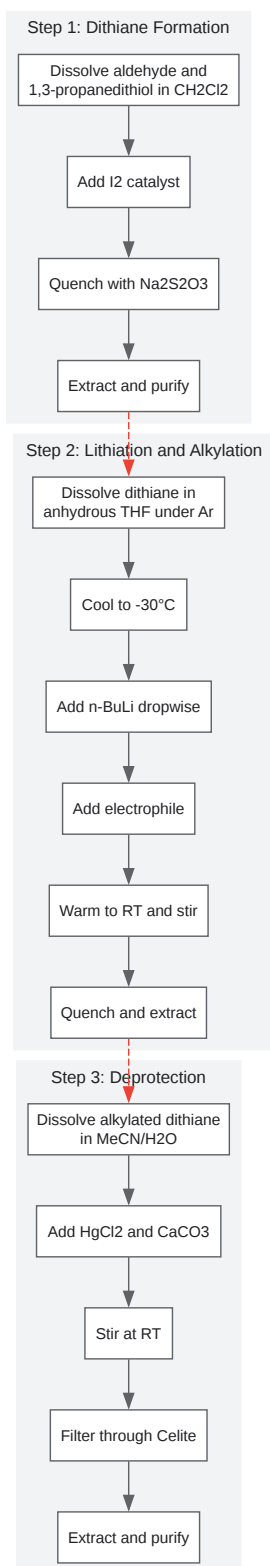 Step 1: Dithiane Formation
Dissolve aldehyde and
1,3-propanedithiol in CH2Cl2
Add I2 catalyst
Quench with Na2S2O3
Extract and purify
Step 2: Lithiation and Alkylation
Dissolve dithiane in
anhydrous THF under Ar
Cool to -30°C
Add n-BuLi dropwise
Add electrophile
Warm to RT and stir
Quench and extract
Step 3: Deprotection
Dissolve alkylated dithiane
in MeCN/H2O
Add HgCl2 and CaCO3
Stir at RT
Filter through Celite
Extract and purify